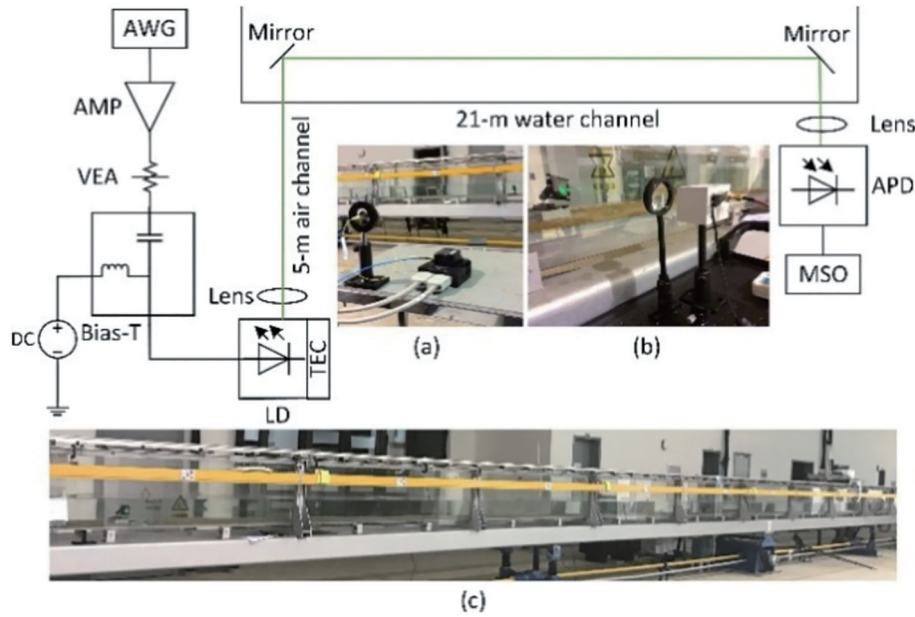 AWG
AMP
VEA
Bias-T
DC
Mirror
Mirror
21-m water channel
5-m air channel
Lens
Lens
APD
MSO
TEC
LD
(a)
(b)
(c)